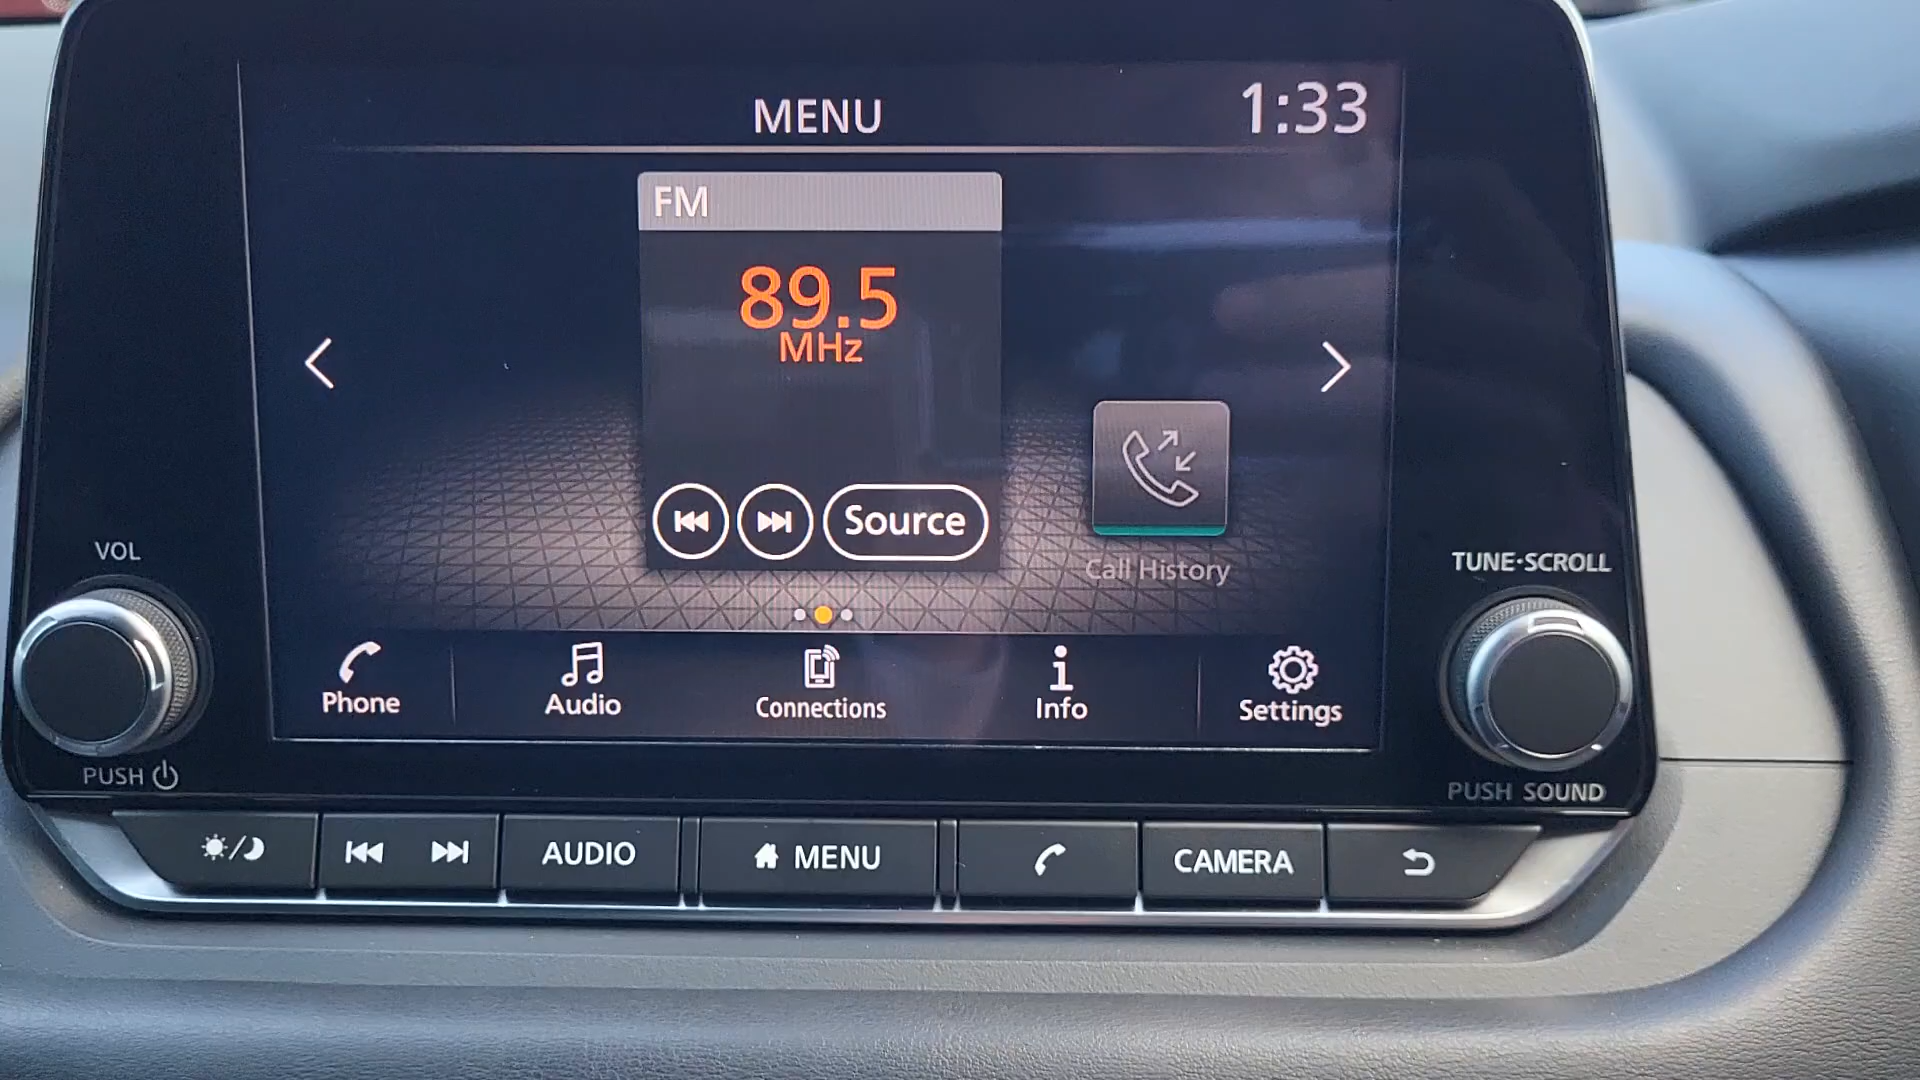 MENU
1:33
FM
89.5
MHz
Source
Call History
VOL
TUNE·SCROLL
Phone
Audio
Connections
Info
Settings
PUSH
PUSH SOUND
AUDIO
MENU
CAMERA